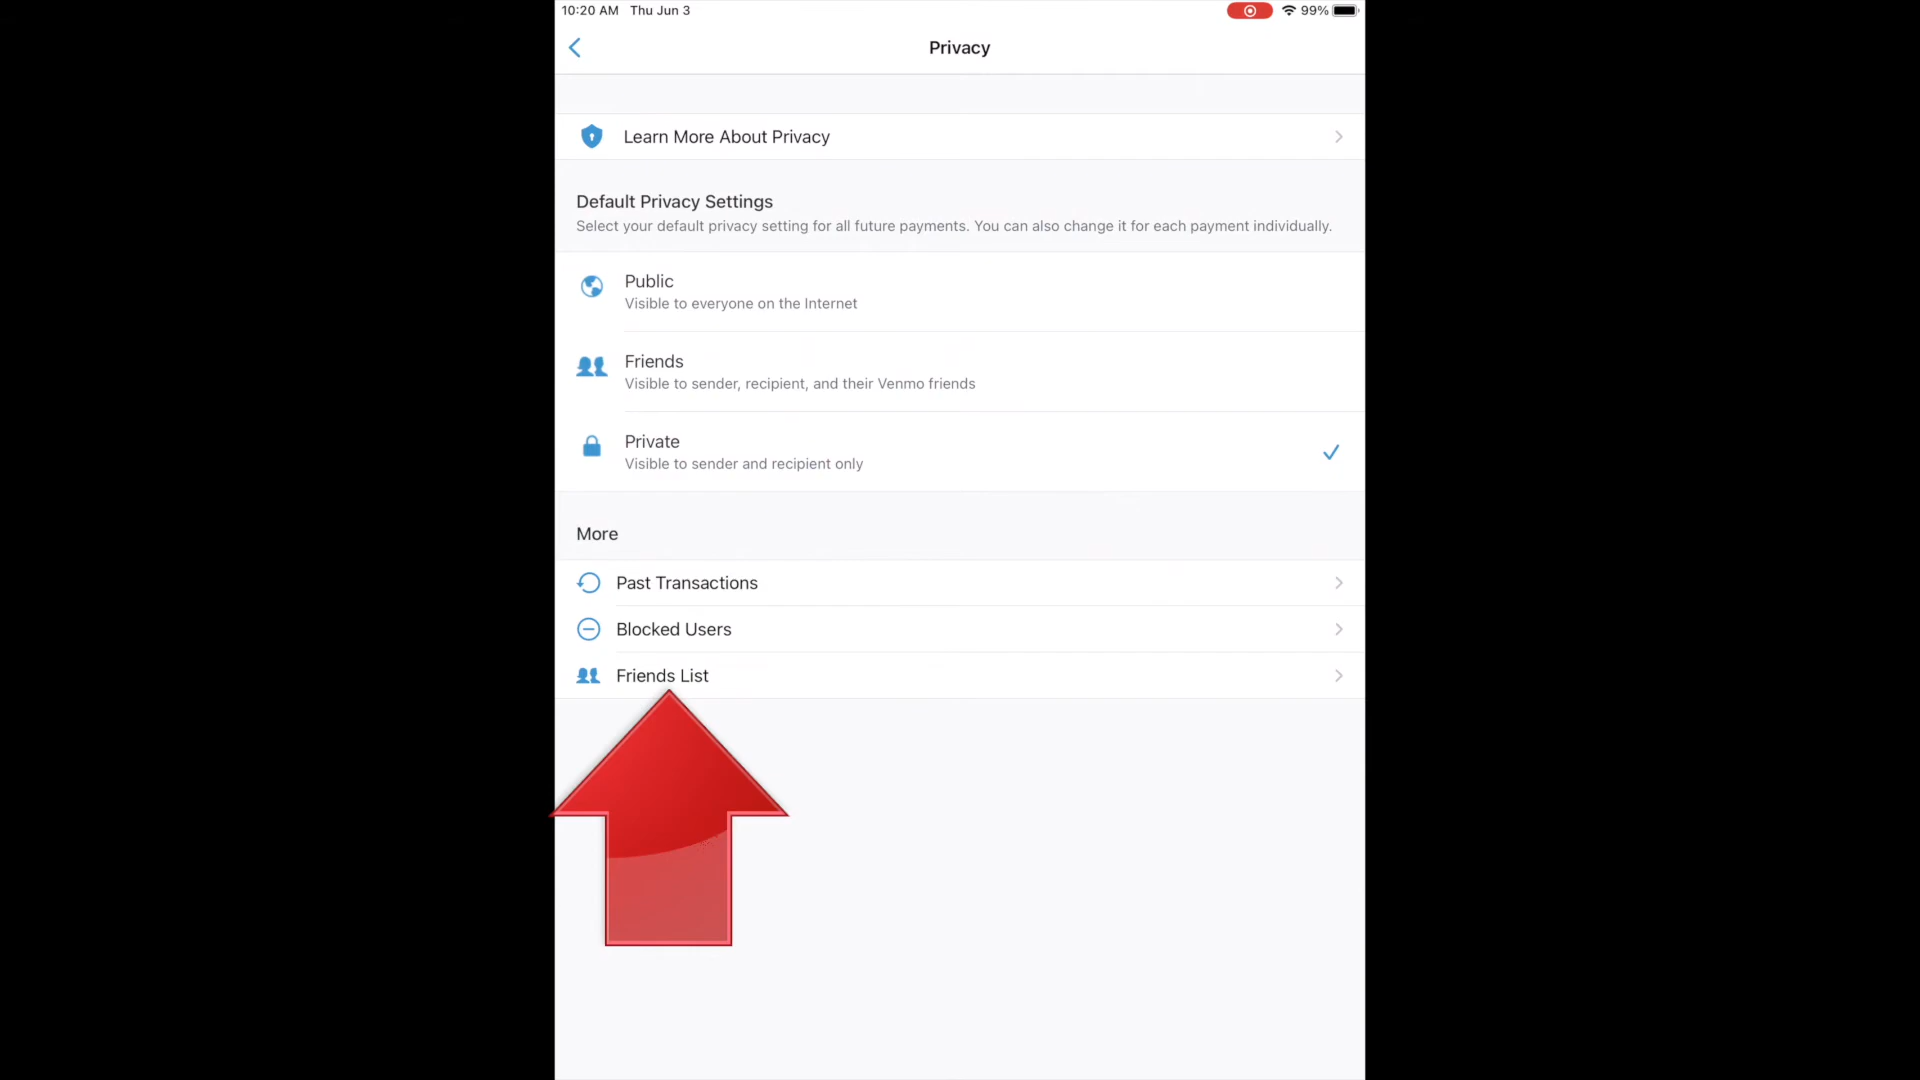 10:20 AM Thu Jun 3
99%
Privacy
Learn More About Privacy
Default Privacy Settings
Select your default privacy setting for all future payments. You can also change it for each payment individually.
Public
Visible to everyone on the Internet
Friends
Visible to sender, recipient, and their Venmo friends
Private
Visible to sender and recipient only
More
Past Transactions
Blocked Users
Friends List